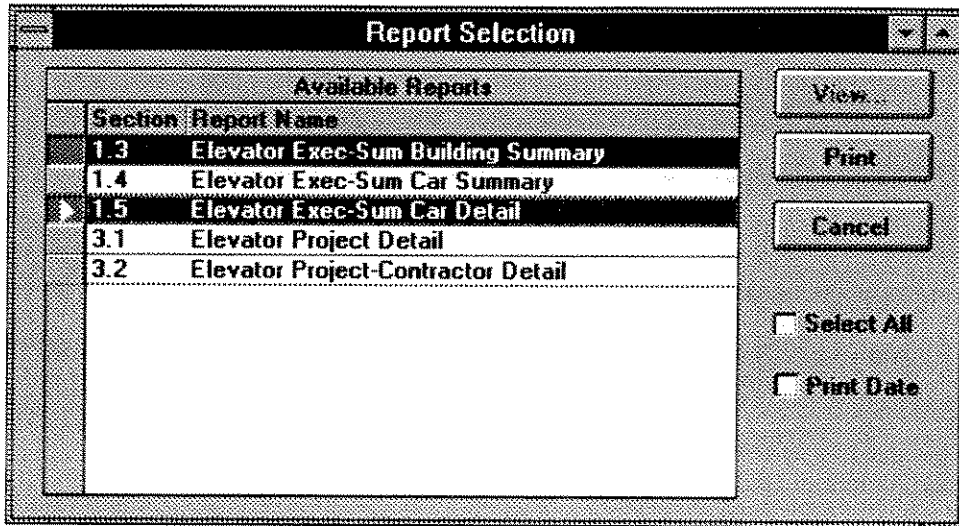 Report Selection
Available Reports
Section Report Name
1.3 Elevator Exec-Sum Building Summary
1.4 Elevator Exec-Sum Car Summary
1.5 Elevator Exec-Sum Car Detail
3.1 Elevator Project Detail
3.2 Elevator Project-Contractor Detail
View...
Print
Cancel
Select All
Print Date